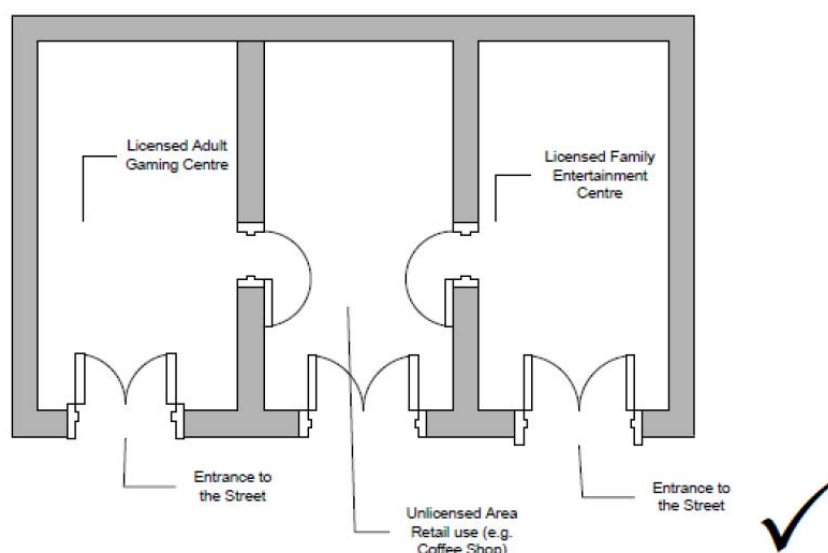 Licensed Adult
Gaming Centre
Licensed Family
Entertainment
Centre
Entrance to
the Street
Unlicensed Area
Retail use (e.g.
Coffee Shop)
Entrance to
the Street